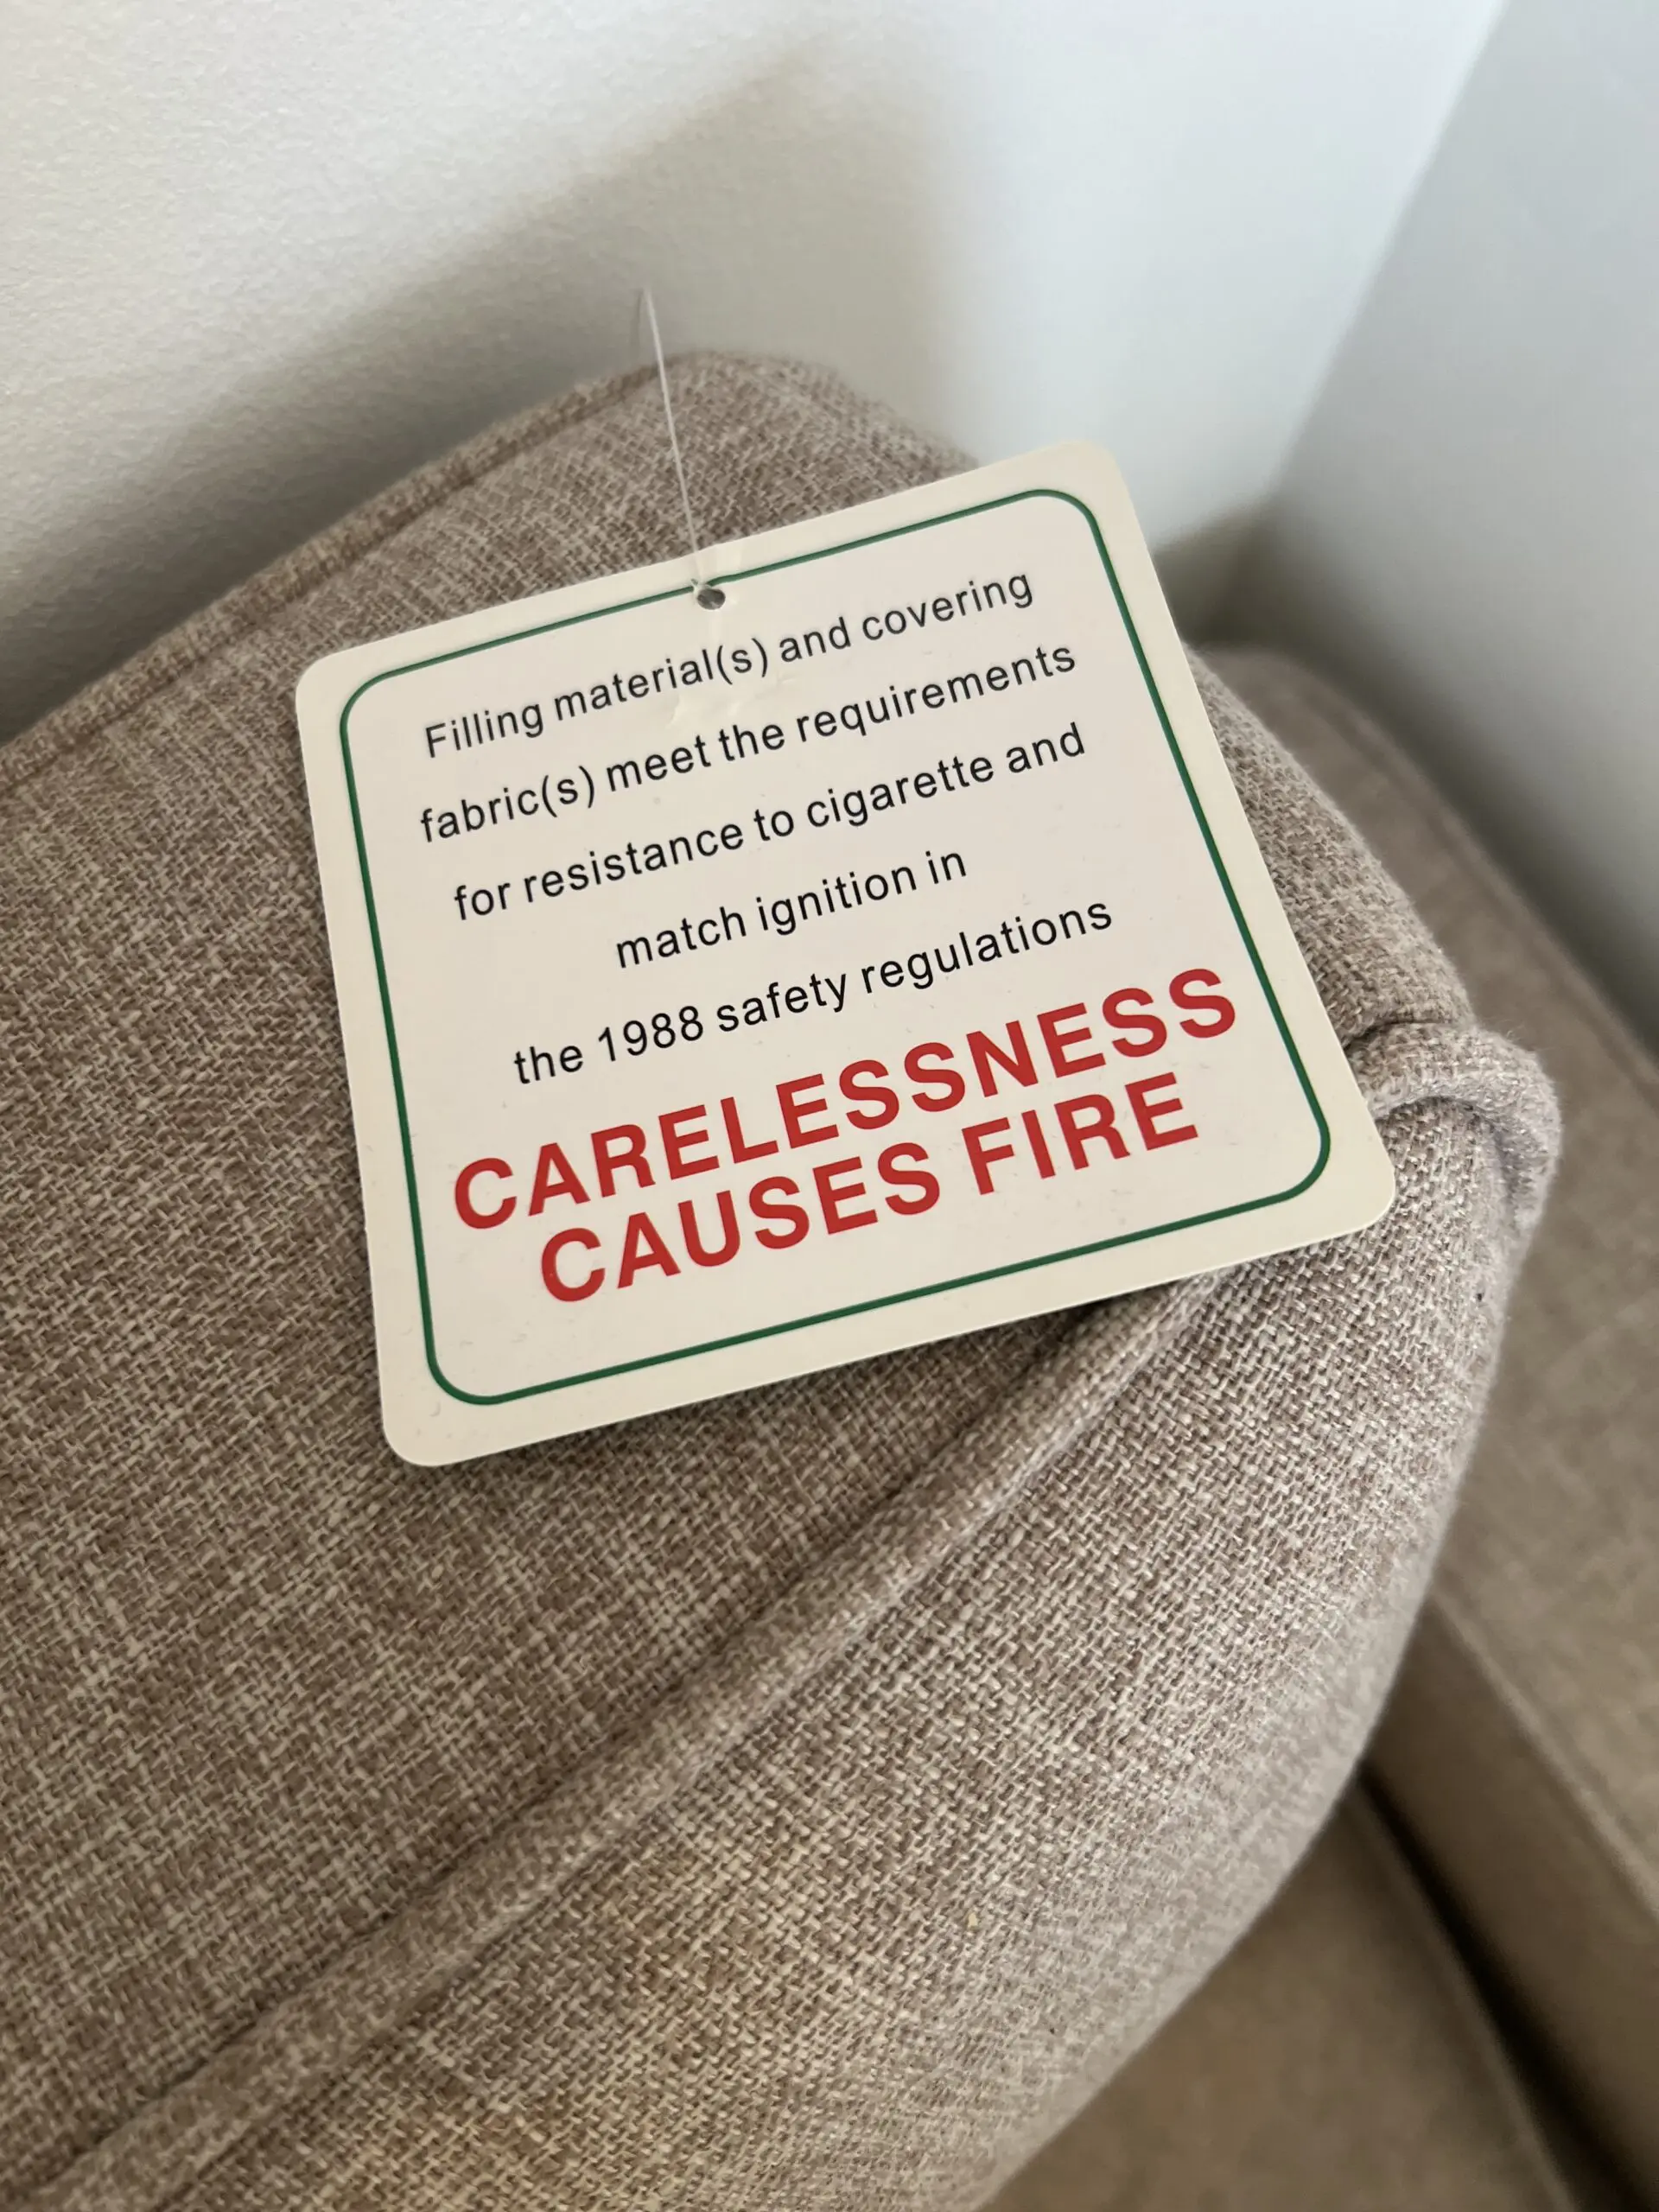 Filling material(s) and covering
fabric(s) meet the requirements
for resistance to cigarette and
match ignition in
the 1988 safety regulations
CARELESSNESS
CAUSES FIRE